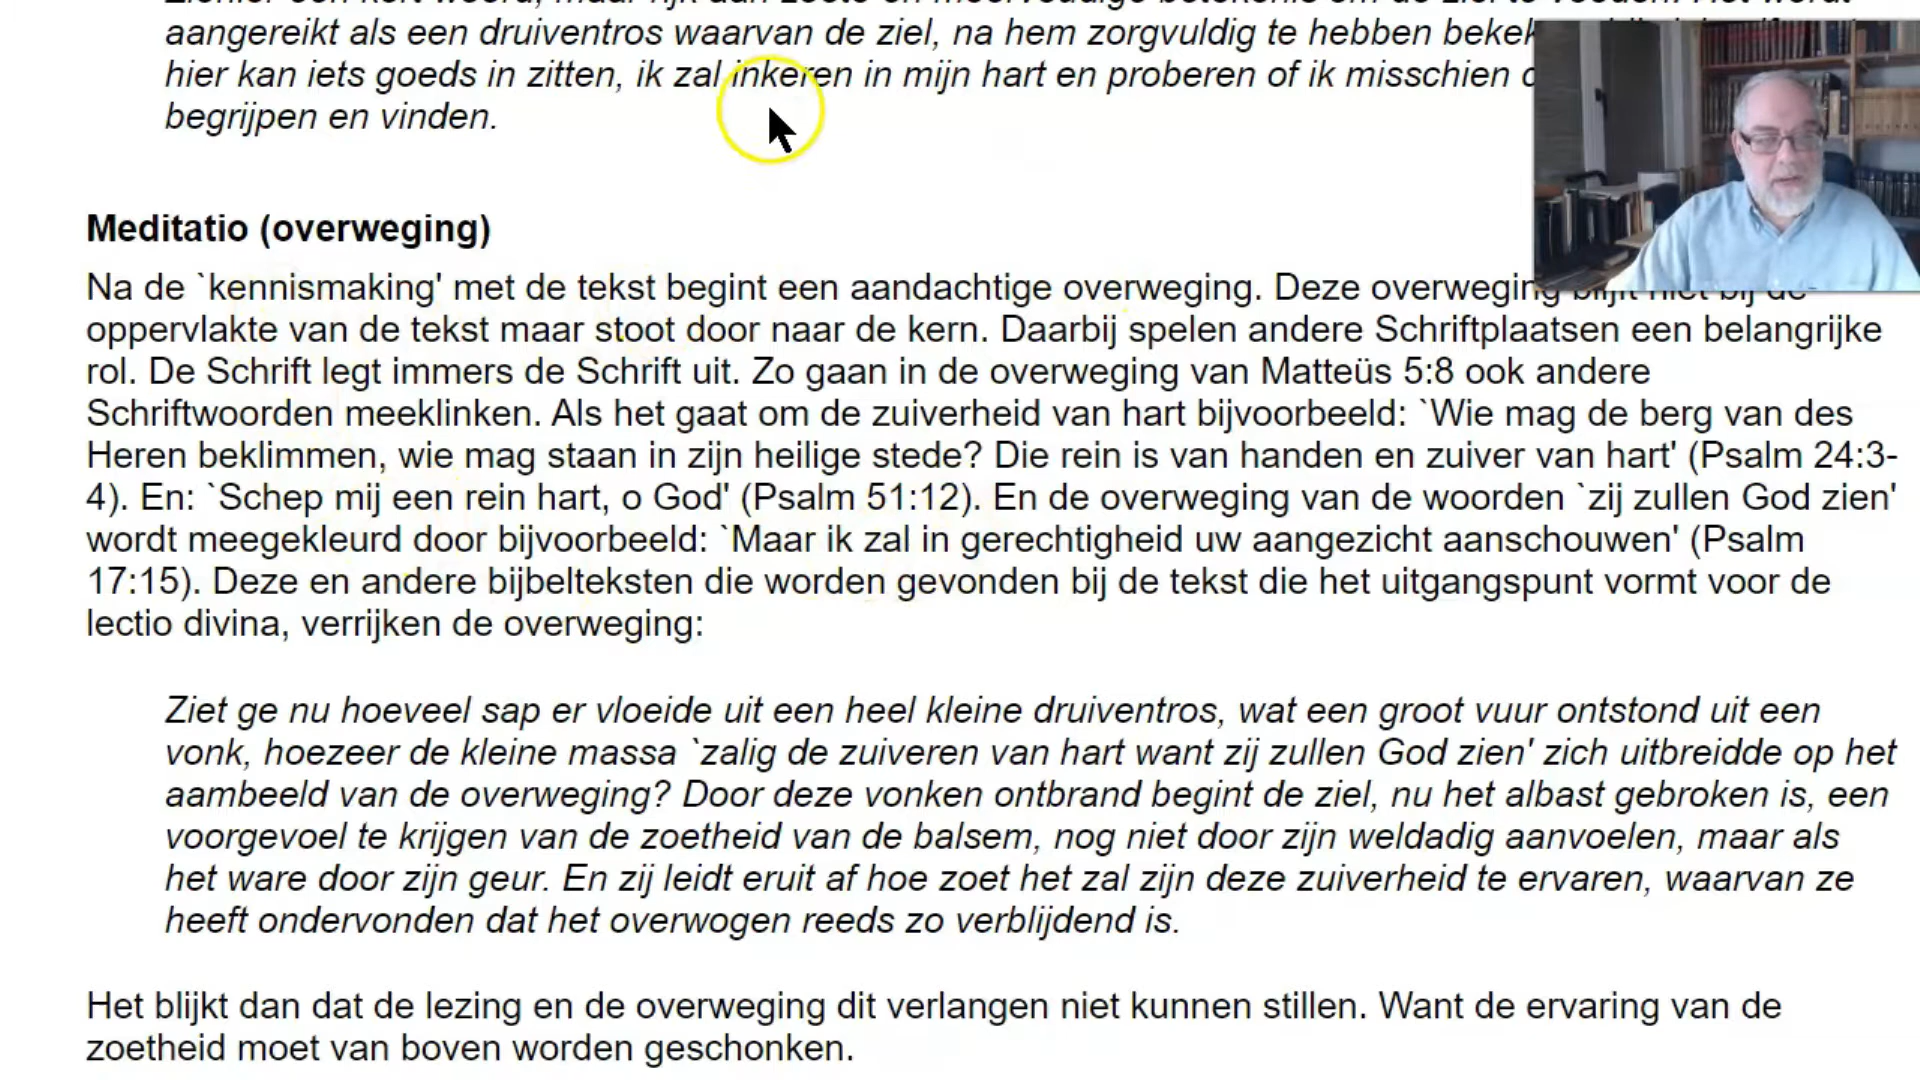 aangereikt als een druiventros waarvan de ziel, na hem zorgvuldig te hebben
hier kan iets goeds in zitten, ik zal inkeren in mijn hart en proberen of ik misschien
begrijpen en vinden.
Meditatio (overweging)
Na de `kennismaking' met de tekst begint een aandachtige overweging. Deze overweging blijft niet bij de
oppervlakte van de tekst maar stoot door naar de kern. Daarbij spelen andere Schriftplaatsen een belangrijke
rol. De Schrift legt immers de Schrift uit. Zo gaan in de overweging van Matteüs 5:8 ook andere
Schriftwoorden meeklinken. Als het gaat om de zuiverheid van hart bijvoorbeeld: `Wie mag de berg van des
Heren beklimmen, wie mag staan in zijn heilige stede? Die rein is van handen en zuiver van hart' (Psalm 24:3-
4). En: `Schep mij een rein hart, o God' (Psalm 51:12). En de overweging van de woorden `zij zullen God zien'
wordt meegekleurd door bijvoorbeeld: `Maar ik zal in gerechtigheid uw aangezicht aanschouwen' (Psalm
17:15). Deze en andere bijbelteksten die worden gevonden bij de tekst die het uitgangspunt vormt voor de
lectio divina, verrijken de overweging:
Ziet ge nu hoeveel sap er vloeide uit een heel kleine druiventros, wat een groot vuur ontstond uit een
vonk, hoezeer de kleine massa `zalig de zuiveren van hart want zij zullen God zien' zich uitbreidde op het
aambeeld van de overweging? Door deze vonken ontbrand begint de ziel, nu het albast gebroken is, een
voorgevoel te krijgen van de zoetheid van de balsem, nog niet door zijn weldadig aanvoelen, maar als
het ware door zijn geur. En zij leidt eruit af hoe zoet het zal zijn deze zuiverheid te ervaren, waarvan ze
heeft ondervonden dat het overwogen reeds zo verblijdend is.
Het blijkt dan dat de lezing en de overweging dit verlangen niet kunnen stillen. Want de ervaring van de
zoetheid moet van boven worden geschonken.